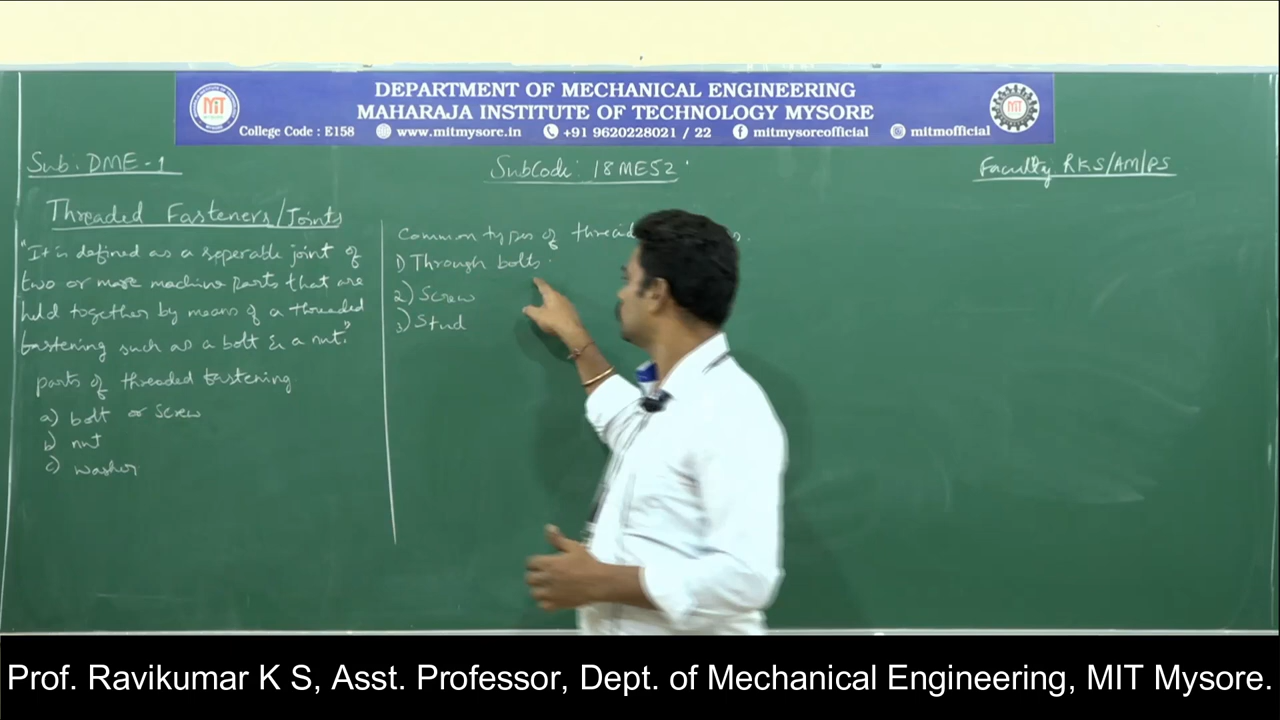 DEPARTMENT OF MECHANICAL ENGINEERING
MAHARAJA INSTITUTE OF TECHNOLOGY MYSORE
College Code : E158 www.mitmysore.in +91 9620228021 / 22 mitmysoreofficial mitmofficial
MIT
MIT
Sub: DME-1
SubCode: 18ME52
Faculty RKS/AM/PS
Threaded Fasteners/Joints
"It is defined as a seperable joint of
two or more machine parts that are
held together by means of a threaded
fastening such as a bolt & a nut."
parts of threaded fastening
a) bolt or screw
b) nut
c) washer
Common types of
1) Through bolts.
2) Screw
3) Stud
Prof. Ravikumar K S, Asst. Professor, Dept. of Mechanical Engineering, MIT Mysore.